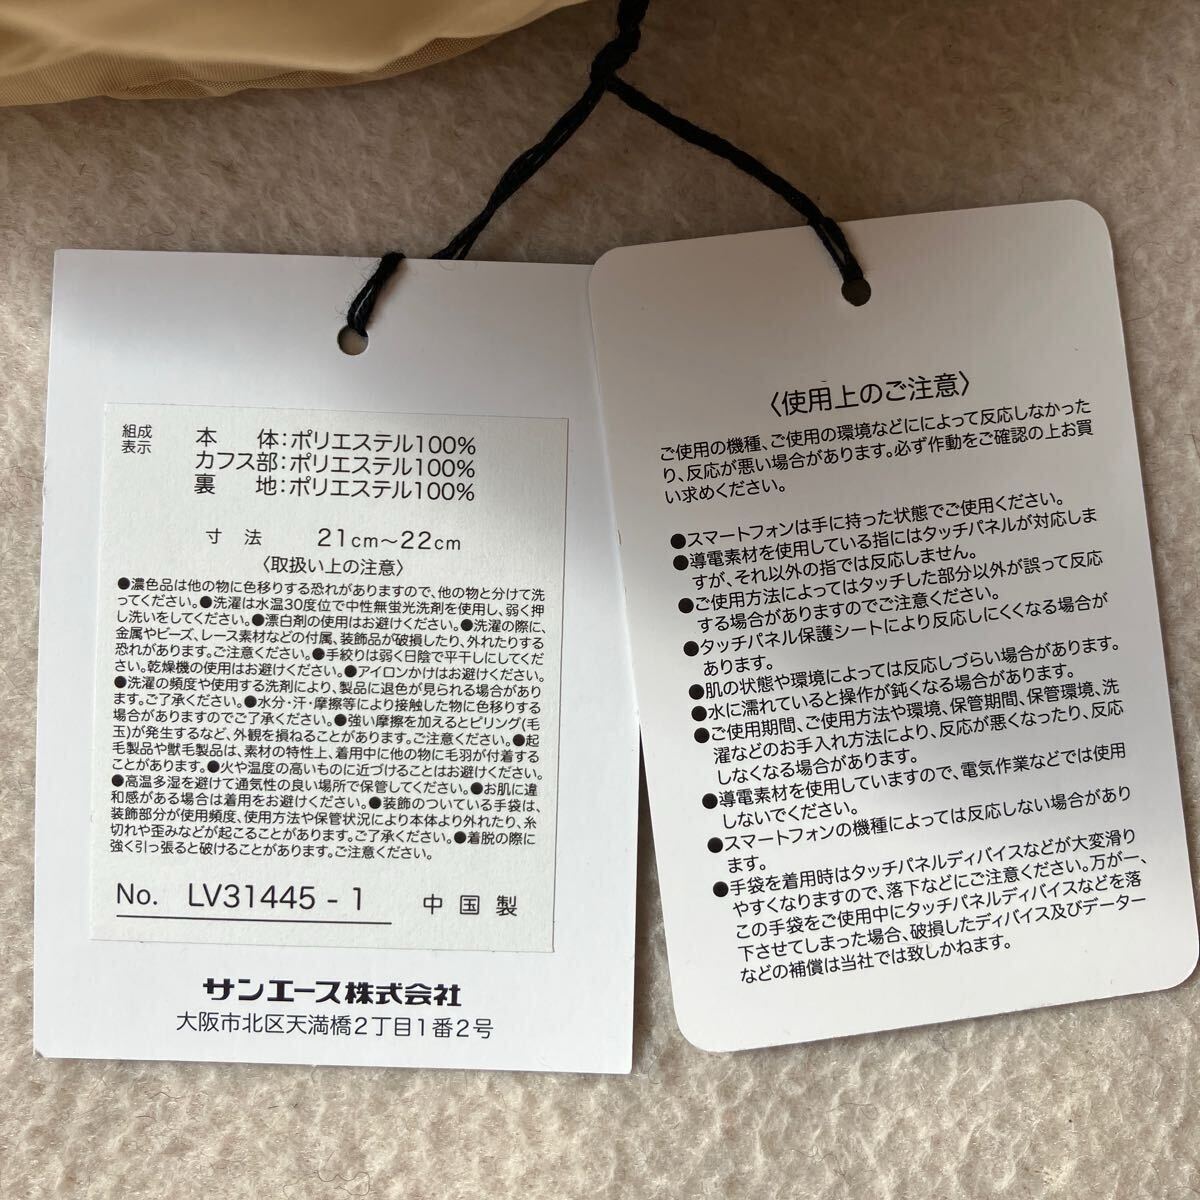 組成
表示
本 体:ポリエステル100%
カフス部:ポリエステル100%
裏 地:ポリエステル100%
寸 法 21cm～22cm
〈取扱い上の注意〉
●濃色品は他の物に色移りする恐れがありますので、他の物と分けて洗
ってください。●洗濯は水温30度位で中性無蛍光洗剤を使用し、弱く押
し洗いをしてください。●漂白剤の使用はお避けください。●洗濯の際に、
金属やビーズ、レース素材などの付属、装飾品が破損したり、外れたりする
恐れがあります。ご注意ください。●手絞りは弱く日陰で平干しにしてくだ
さい。乾燥機の使用はお避けください。●アイロンかけはお避けください。
●洗濯の頻度や使用する洗剤により、製品に退色が見られる場合があり
ます。ご了承ください。●水分・汗・摩擦等により接触した物に色移りする
場合がありますのでご了承ください。●強い摩擦を加えるとピリング(毛
玉)が発生するなど、外観を損ねることがあります。ご注意ください。●起
毛製品や獣毛製品は、素材の特性上、着用中に他の物に毛羽が付着する
ことがあります。●火や温度の高いものに近づけることはお避けください。
●高温多湿を避けて通気性の良い場所で保管してください。●お肌に違
和感がある場合は着用をお避けください。●装飾のついている手袋は、
装飾部分が使用頻度、使用方法や保管状況により本体より外れたり、糸
切れや歪みなどが起こることがあります。ご了承ください。●着脱の際に
強く引っ張ると破けることがあります。ご注意ください。
No. LV31445-1 中国製
サンエース株式会社
大阪市北区天満橋2丁目1番2号
〈使用上のご注意〉
ご使用の機種、ご使用の環境などにによって反応しなかった
り、反応が悪い場合があります。必ず作動をご確認の上お買
い求めください。
●スマートフォンは手に持った状態でご使用ください。
●導電素材を使用している指にはタッチパネルが対応しま
すが、それ以外の指では反応しません。
●ご使用方法によってはタッチした部分以外が誤って反応
する場合がありますのでご注意ください。
●タッチパネル保護シートにより反応しにくくなる場合が
あります。
●肌の状態や環境によっては反応しづらい場合があります。
●水に濡れていると操作が鈍くなる場合があります。
●ご使用期間、ご使用方法や環境、保管期間、保管環境、洗
濯などのお手入れ方法により、反応が悪くなったり、反応
しなくなる場合があります。
●導電素材を使用していますので、電気作業などでは使用
しないでください。
●スマートフォンの機種によっては反応しない場合があり
ます。
●手袋を着用時はタッチパネルディバイスなどが大変滑り
やすくなりますので、落下などにご注意ください。万が一、
この手袋をご使用中にタッチパネルディバイスなどを落
下させてしまった場合、破損したディバイス及びデーター
などの補償は当社では致しかねます。